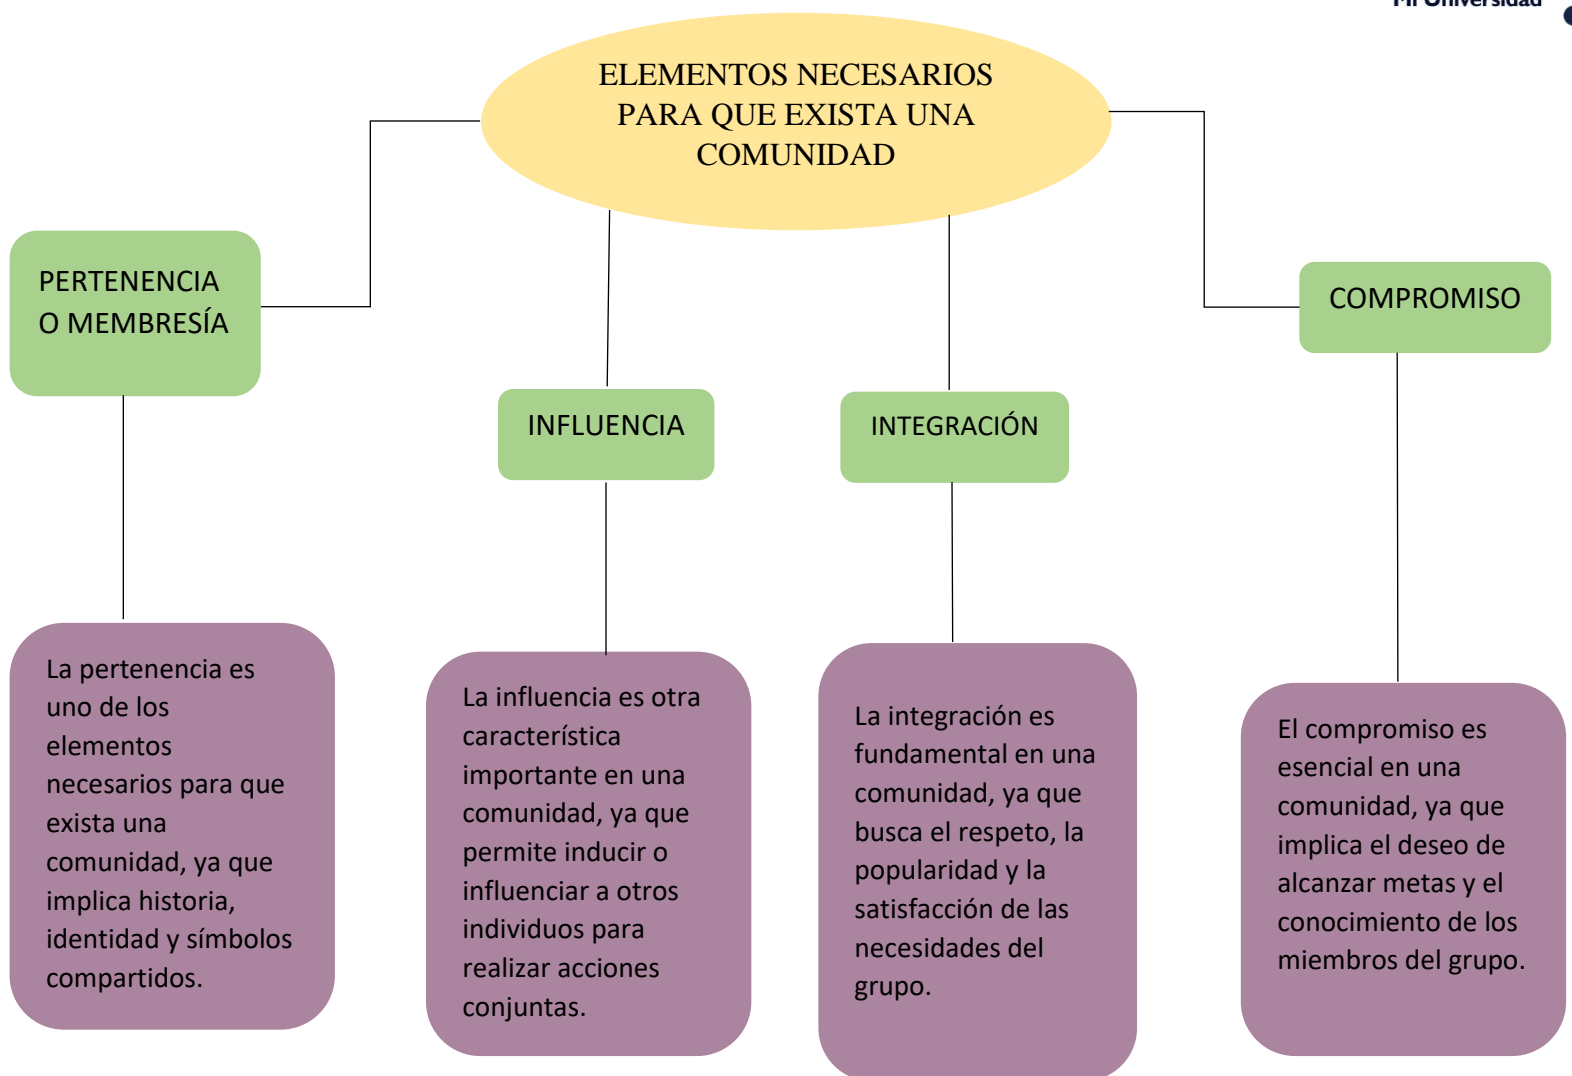 Mi Universidad
ELEMENTOS NECESARIOS
PARA QUE EXISTA UNA
COMUNIDAD
PERTENENCIA
O MEMBRESÍA
COMPROMISO
INFLUENCIA
INTEGRACIÓN
La pertenencia es
uno de los
elementos
necesarios para que
exista una
comunidad, ya que
implica historia,
identidad y símbolos
compartidos.
La influencia es otra
característica
importante en una
comunidad, ya que
permite inducir o
influenciar a otros
individuos para
realizar acciones
conjuntas.
La integración es
fundamental en una
comunidad, ya que
busca el respeto, la
popularidad y la
satisfacción de las
necesidades del
grupo.
El compromiso es
esencial en una
comunidad, ya que
implica el deseo de
alcanzar metas y el
conocimiento de los
miembros del grupo.